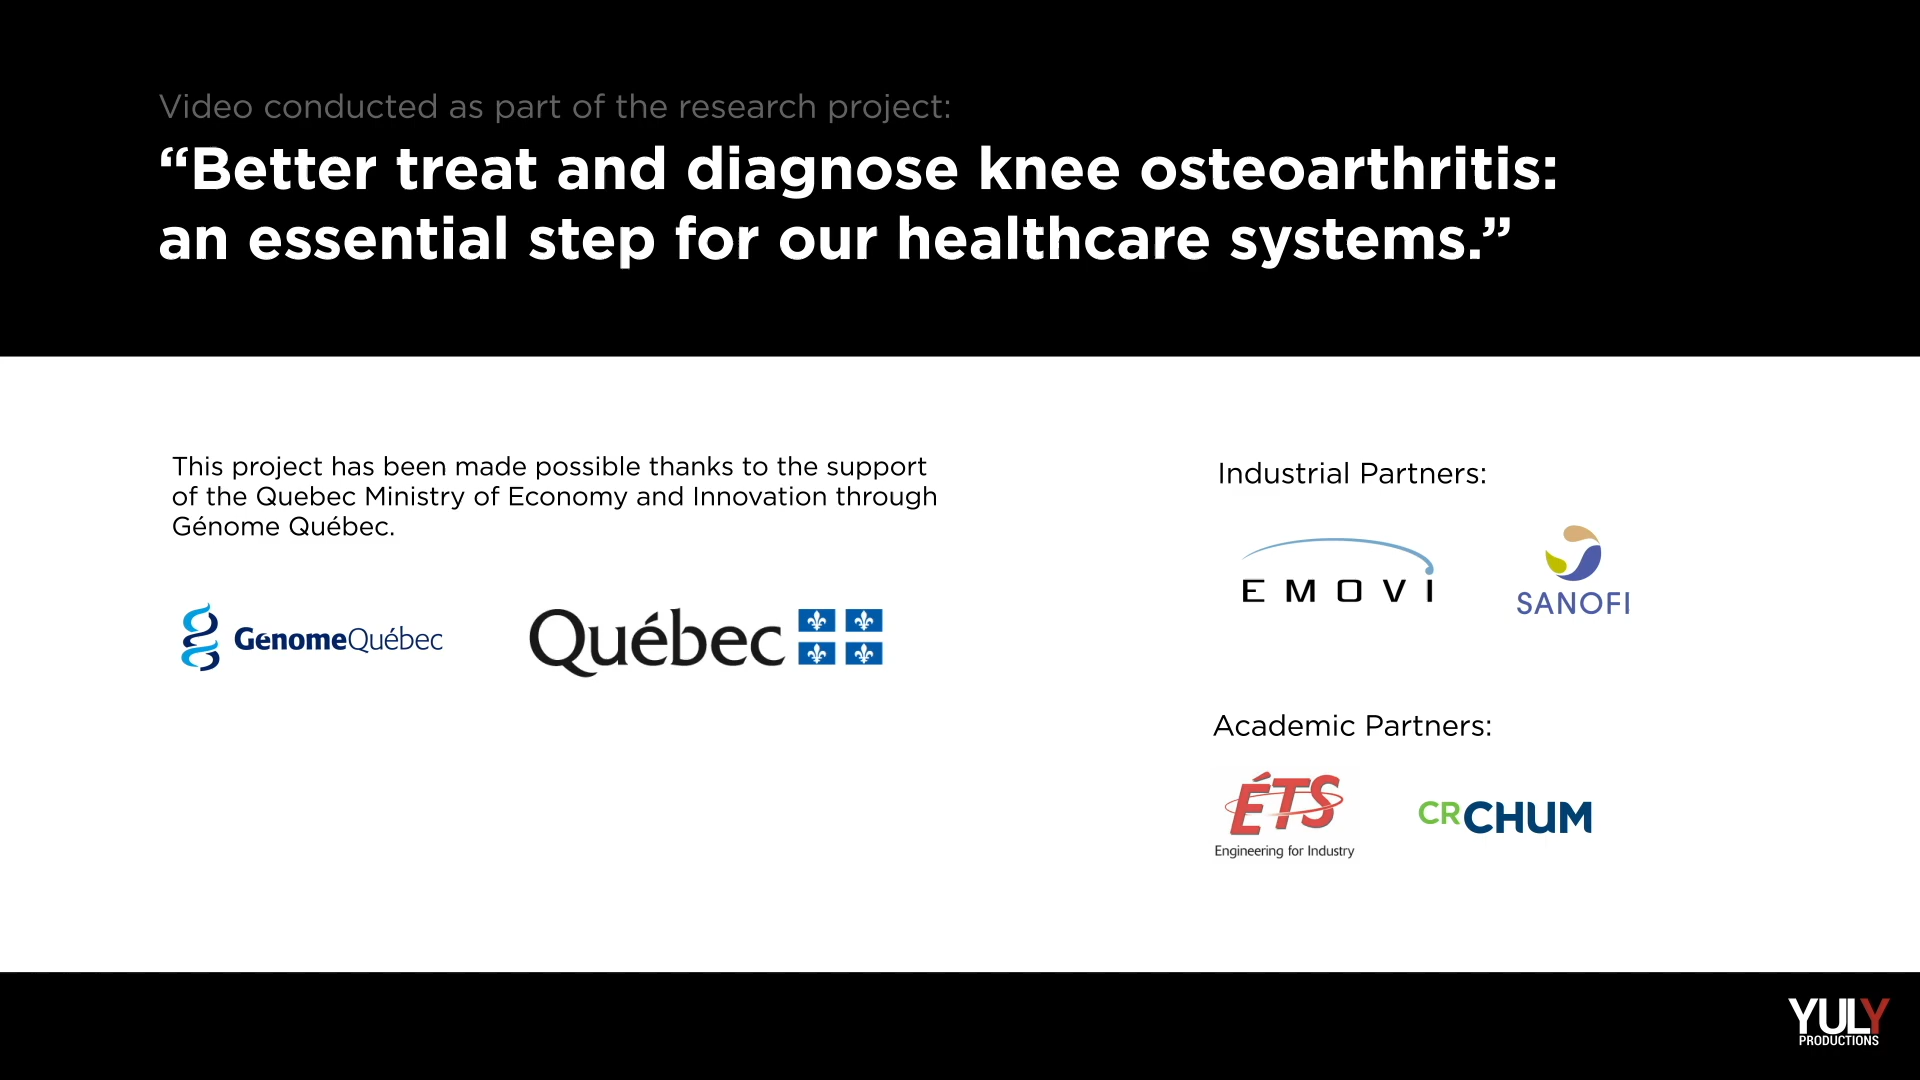 Video conducted as part of the research project:
“Better treat and diagnose knee osteoarthritis:
an essential step for our healthcare systems.”
This project has been made possible thanks to the support
of the Quebec Ministry of Economy and Innovation through
Génome Québec.
GenomeQuébec
Québec
Industrial Partners:
EMOVI
SANOFI
Academic Partners:
ÉTS
Engineering for Industry
CRCHUM
YULY
PRODUCTIONS